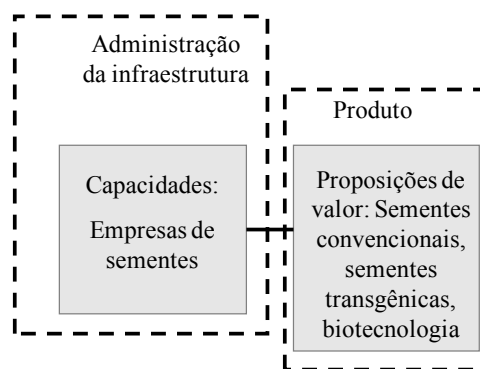 Administração
da infraestrutura
Capacidades:
Empresas de
sementes
Produto
Proposições de
valor: Sementes
convencionais,
sementes
transgênicas,
biotecnologia